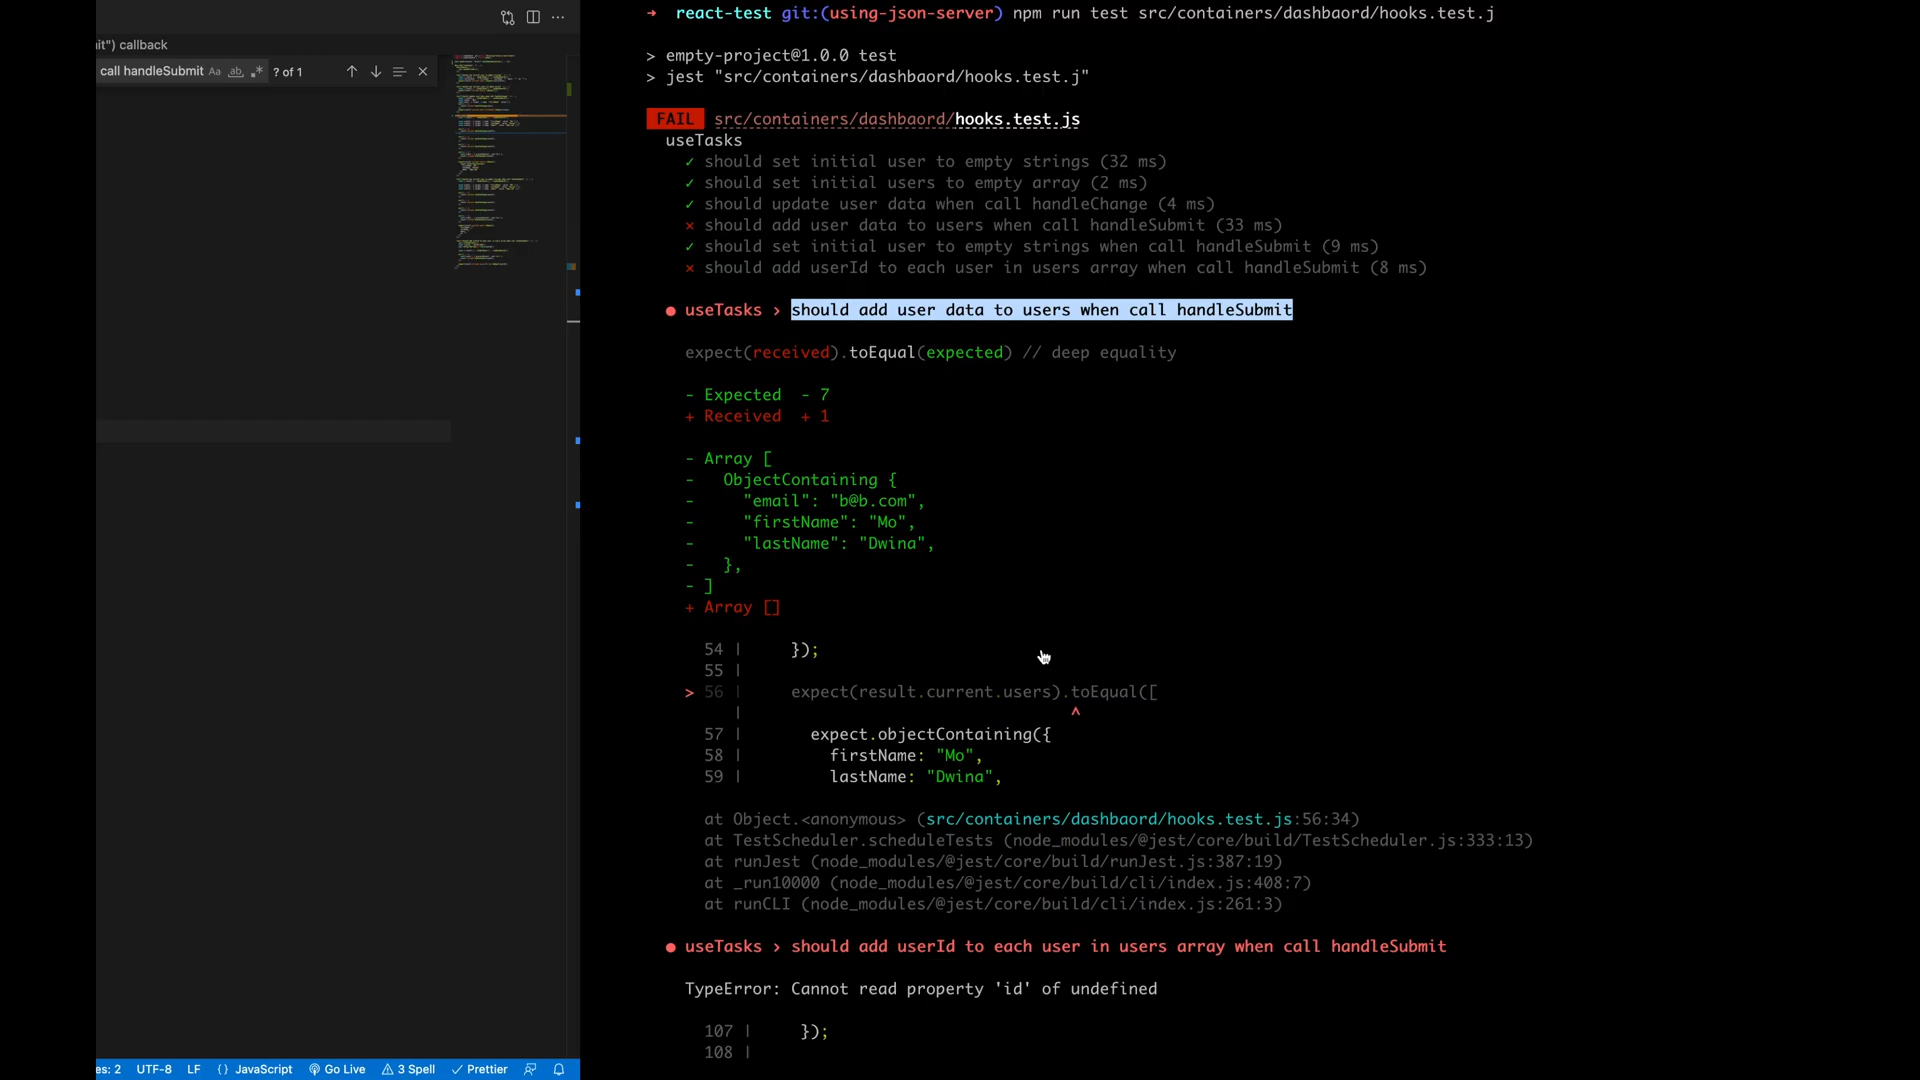 it") callback
call handleSubmit Aa ab .* ? of 1
es: 2 UTF-8 LF {} JavaScript Go Live 3 Spell Prettier
→ react-test git:(using-json-server) npm run test src/containers/dashbaord/hooks.test.j
> empty-project@1.0.0 test
> jest "src/containers/dashbaord/hooks.test.j"
FAIL src/containers/dashbaord/hooks.test.js
useTasks
✓ should set initial user to empty strings (32 ms)
✓ should set initial users to empty array (2 ms)
✓ should update user data when call handleChange (4 ms)
✕ should add user data to users when call handleSubmit (33 ms)
✓ should set initial user to empty strings when call handleSubmit (9 ms)
✕ should add userId to each user in users array when call handleSubmit (8 ms)
● useTasks › should add user data to users when call handleSubmit
expect(received).toEqual(expected) // deep equality
- Expected - 7
+ Received + 1
- Array [
- ObjectContaining {
- "email": "b@b.com",
- "firstName": "Mo",
- "lastName": "Dwina",
- },
- ]
+ Array []
54 | });
55 |
> 56 | expect(result.current.users).toEqual([
| ^
57 | expect.objectContaining({
58 | firstName: "Mo",
59 | lastName: "Dwina",
at Object.<anonymous> (src/containers/dashbaord/hooks.test.js:56:34)
at TestScheduler.scheduleTests (node_modules/@jest/core/build/TestScheduler.js:333:13)
at runJest (node_modules/@jest/core/build/runJest.js:387:19)
at _run10000 (node_modules/@jest/core/build/cli/index.js:408:7)
at runCLI (node_modules/@jest/core/build/cli/index.js:261:3)
● useTasks › should add userId to each user in users array when call handleSubmit
TypeError: Cannot read property 'id' of undefined
107 | });
108 |